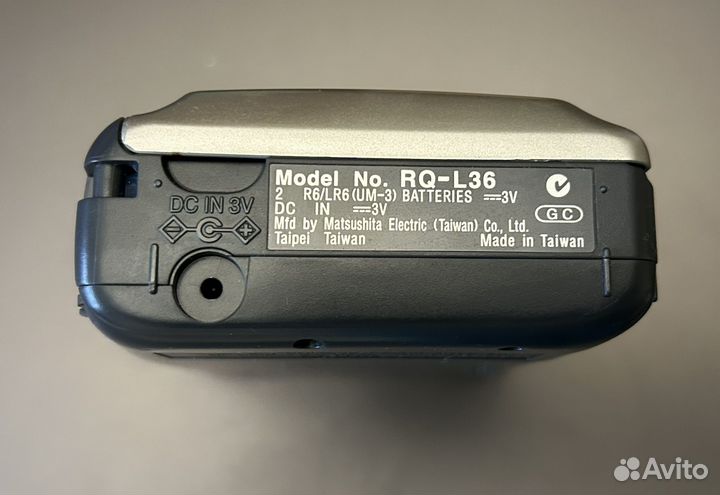 Model No. RQ-L36
2 R6/LR6 (UM-3) BATTERIES ⎓3V
DC IN ⎓3V
Mfd by Matsushita Electric (Taiwan) Co., Ltd.
Taipei Taiwan Made in Taiwan
GC
DC IN 3V
Avito